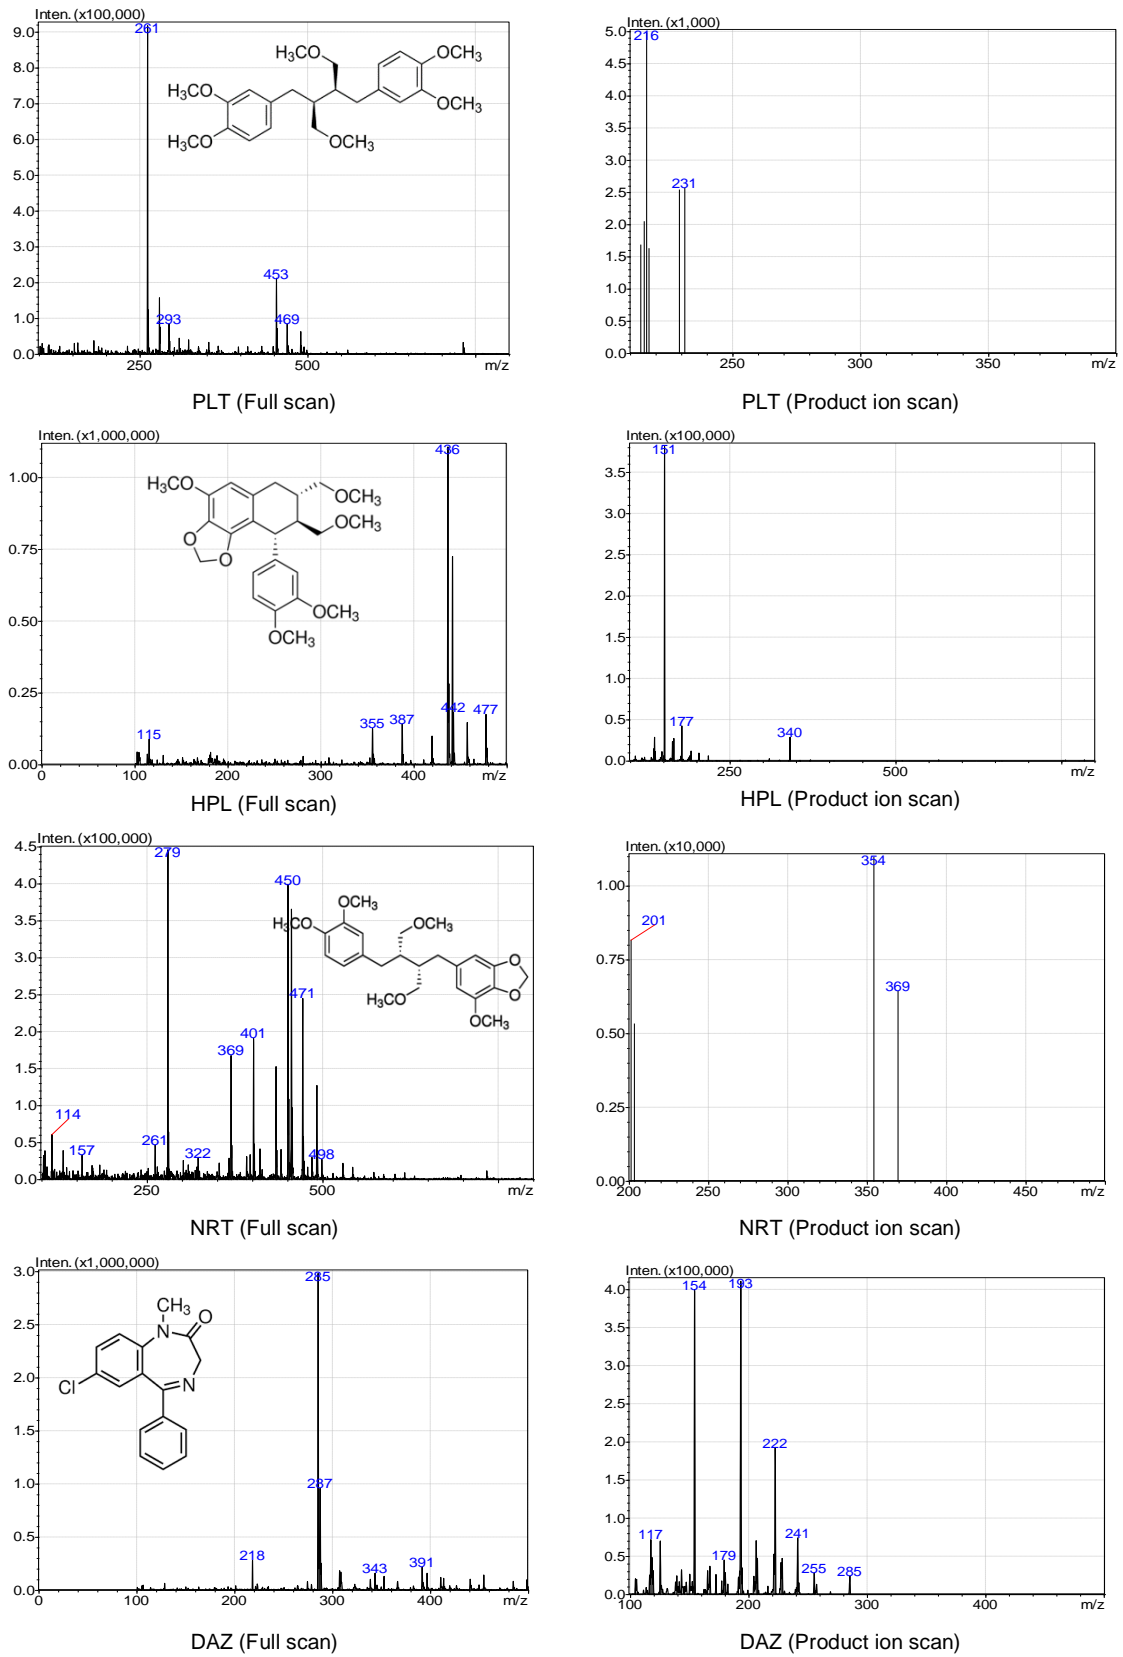 Inten. (x100,000)
9.0
8.0
7.0
6.0
5.0
4.0
3.0
2.0
1.0
0.0
261
293
453
469
H3CO
OCH3
H3CO
OCH3
H3CO
OCH3
250
500
m/z
PLT (Full scan)
Inten. (x1,000)
5.0
4.5
4.0
3.5
3.0
2.5
2.0
1.5
1.0
0.5
0.0
216
231
250
300
350
m/z
PLT (Product ion scan)
Inten. (x1,000,000)
1.00
0.75
0.50
0.25
0.00
436
442
477
387
355
115
H3CO
OCH3
OCH3
O
O
OCH3
OCH3
0
100
200
300
400
m/z
HPL (Full scan)
Inten. (x100,000)
3.5
3.0
2.5
2.0
1.5
1.0
0.5
0.0
151
177
340
250
500
m/z
HPL (Product ion scan)
Inten. (x100,000)
4.5
4.0
3.5
3.0
2.5
2.0
1.5
1.0
0.5
0.0
279
450
471
401
369
114
157
261
322
498
OCH3
H3CO
OCH3
H3CO
O
O
OCH3
250
500
m/z
NRT (Full scan)
Inten. (x10,000)
1.00
0.75
0.50
0.25
0.00
354
201
369
200
250
300
350
400
450
m/z
NRT (Product ion scan)
Inten. (x1,000,000)
3.0
2.5
2.0
1.5
1.0
0.5
0.0
285
287
218
343
391
CH3
N
O
Cl
N
0
100
200
300
400
m/z
DAZ (Full scan)
Inten. (x100,000)
4.0
3.5
3.0
2.5
2.0
1.5
1.0
0.5
0.0
154
193
222
117
241
179
255
285
100
200
300
400
m/z
DAZ (Product ion scan)